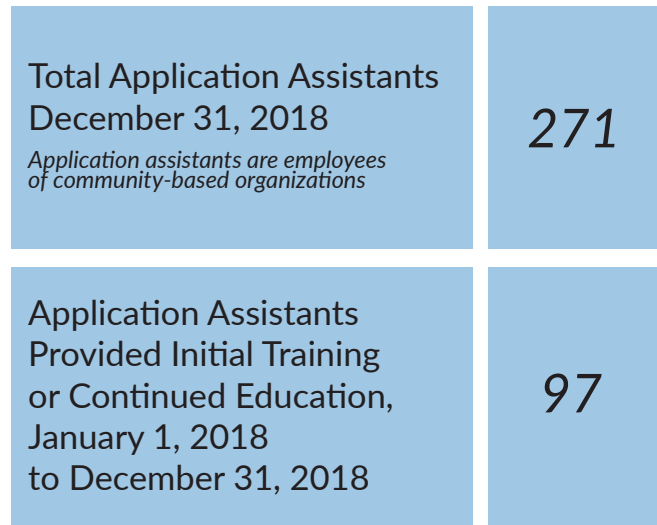 Total Application Assistants
December 31, 2018
Application assistants are employees
of community-based organizations
271
Application Assistants
Provided Initial Training
or Continued Education,
January 1, 2018
to December 31, 2018
97